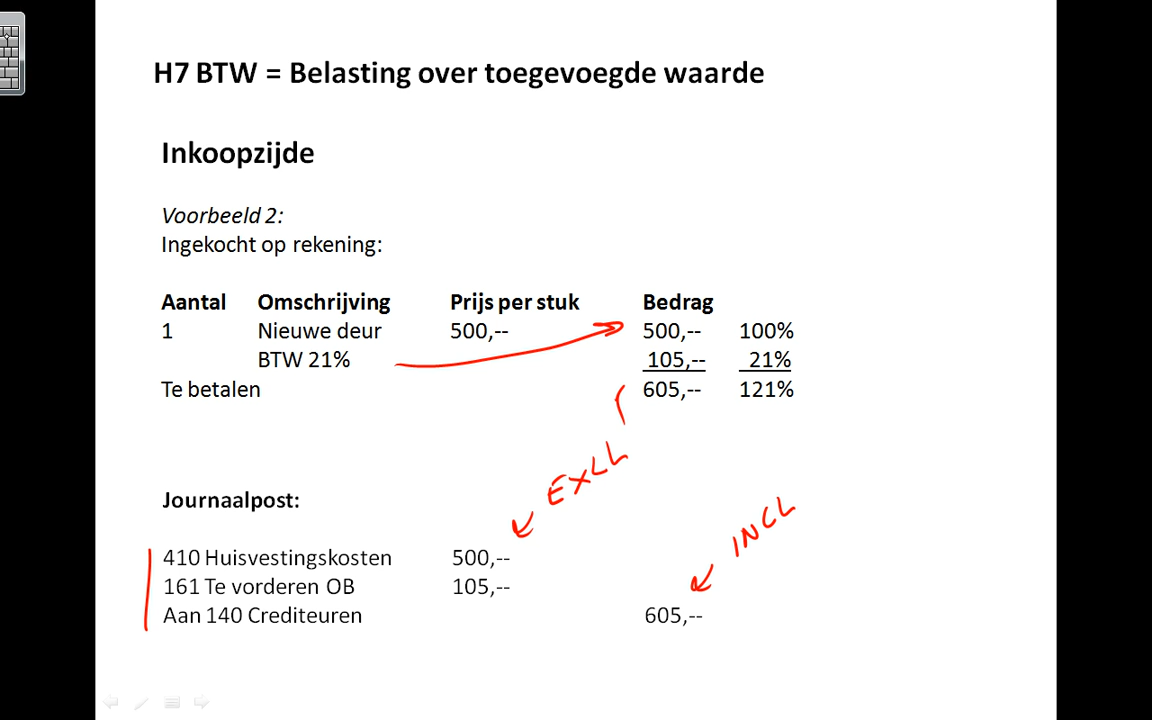 H7 BTW = Belasting over toegevoegde waarde
Inkoopzijde
Voorbeeld 2:
Ingekocht op rekening:
Aantal Omschrijving Prijs per stuk Bedrag
1 Nieuwe deur 500,-- 500,-- 100%
BTW 21% 105,-- 21%
Te betalen 605,-- 121%
EXCL
INCL
Journaalpost:
410 Huisvestingskosten 500,--
161 Te vorderen OB 105,--
Aan 140 Crediteuren 605,--